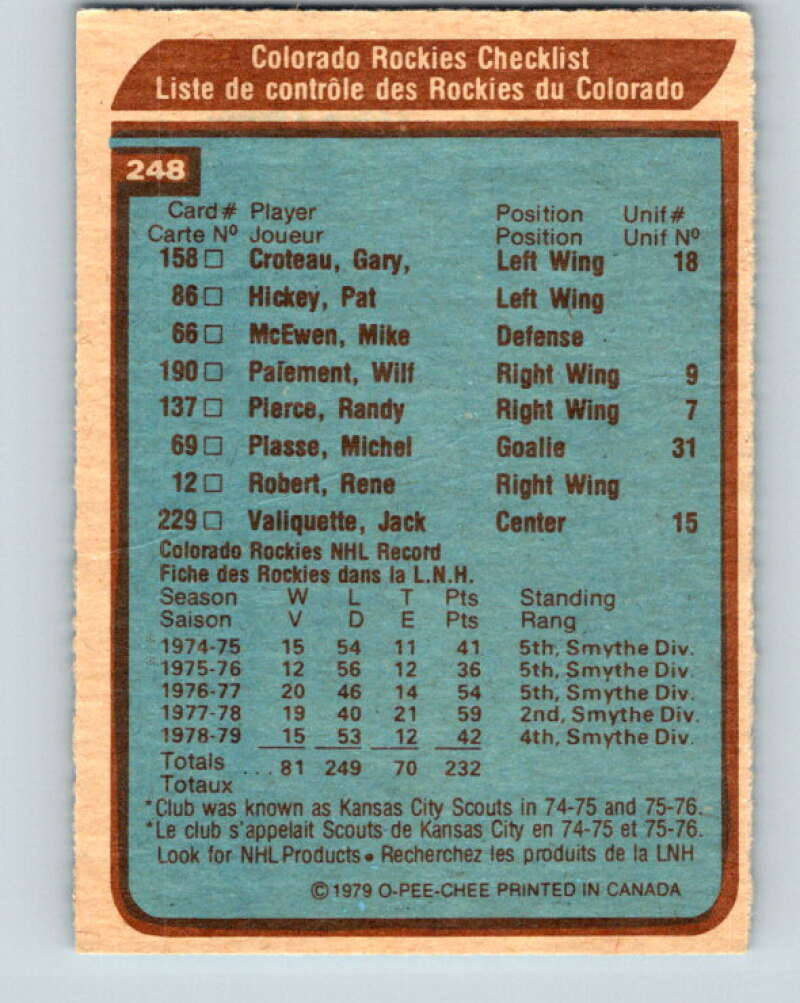 Colorado Rockies Checklist
Liste de contrôle des Rockies du Colorado
248
Card # Player Position Unif #
Carte Nº Joueur Position Unif Nº
158 □ Croteau, Gary, Left Wing 18
86 □ Hickey, Pat Left Wing
66 □ McEwen, Mike Defense
190 □ Paiement, Wilf Right Wing 9
137 □ Pierce, Randy Right Wing 7
69 □ Plasse, Michel Goalie 31
12 □ Robert, Rene Right Wing
229 □ Valiquette, Jack Center 15
Colorado Rockies NHL Record
Fiche des Rockies dans la L.N.H.
Season W L T Pts Standing
Saison V D E Pts Rang
*1974-75 15 54 11 41 5th, Smythe Div.
*1975-76 12 56 12 36 5th, Smythe Div.
1976-77 20 46 14 54 5th, Smythe Div.
1977-78 19 40 21 59 2nd, Smythe Div.
1978-79 15 53 12 42 4th, Smythe Div.
Totals
Totaux ... 81 249 70 232
*Club was known as Kansas City Scouts in 74-75 and 75-76.
*Le club s'appelait Scouts de Kansas City en 74-75 et 75-76.
Look for NHL Products • Recherchez les produits de la LNH
© 1979 O-PEE-CHEE PRINTED IN CANADA